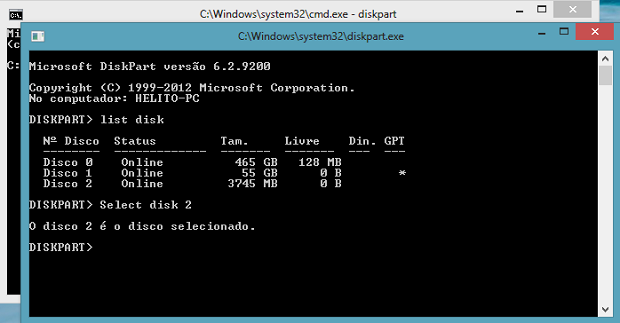 C:\Windows\system32\cmd.exe - diskpart
Mi
(c
C:
C:\Windows\system32\diskpart.exe
Microsoft DiskPart versão 6.2.9200
Copyright (C) 1999-2012 Microsoft Corporation.
No computador: HELITO-PC
DISKPART> list disk
Nº Disco Status Tam. Livre Din. GPT
-------- ------------- ------- ------- --- ---
Disco 0 Online 465 GB 128 MB
Disco 1 Online 55 GB 0 B *
Disco 2 Online 3745 MB 0 B
DISKPART> Select disk 2
O disco 2 é o disco selecionado.
DISKPART>